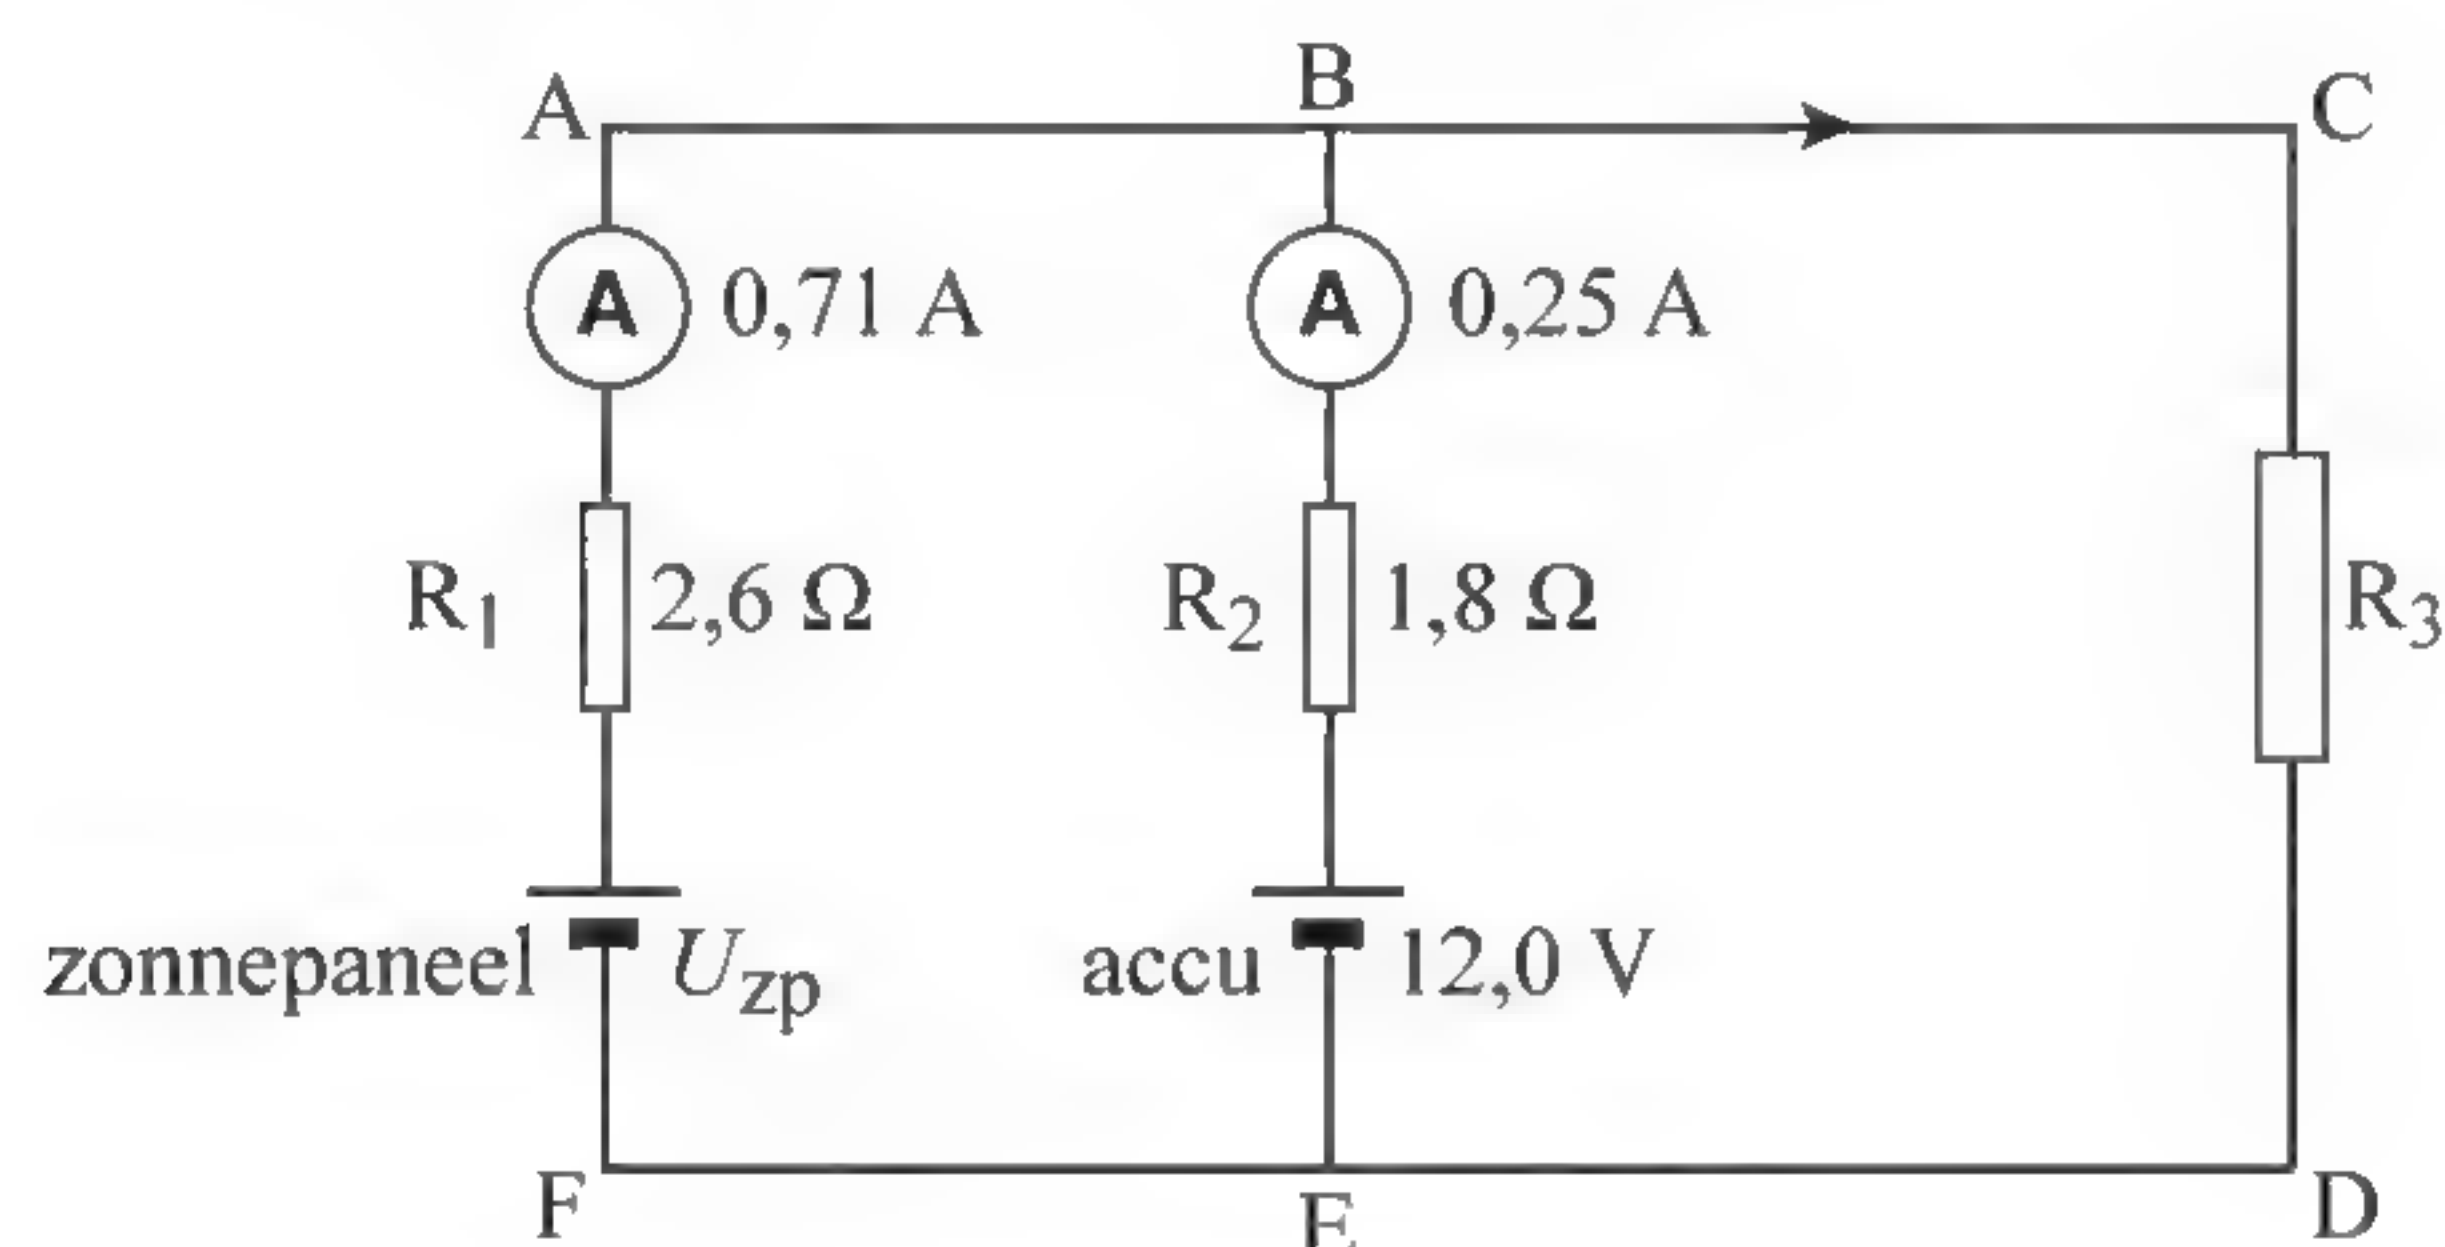 A B C
A 0,71 A A 0,25 A
R1 2,6 Ω R2 1,8 Ω R3
zonnepaneel Uzp accu 12,0 V
F E D